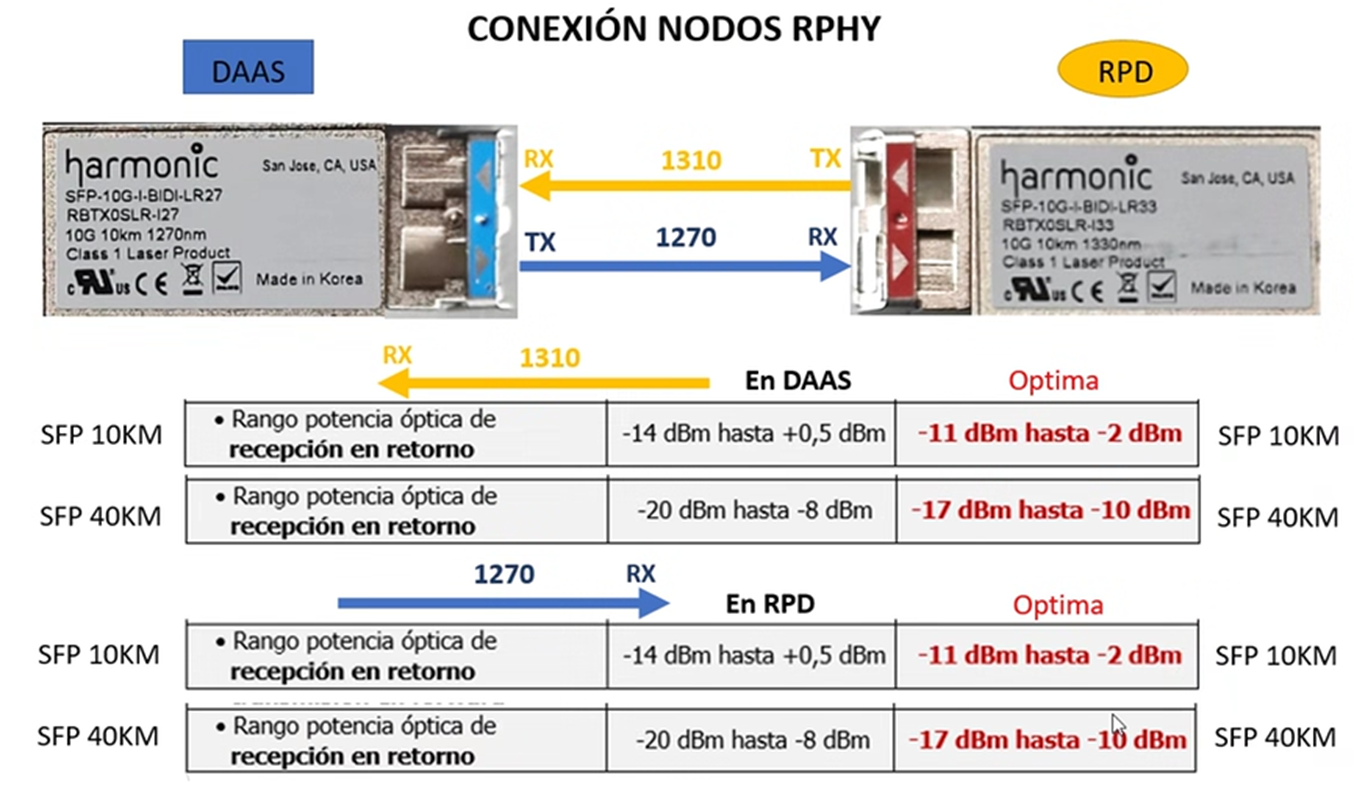 CONEXIÓN NODOS RPHY
DAAS
RPD
harmonic
San Jose, CA, USA
SFP-10G-I-BIDI-LR27
RBTX0SLR-I27
10G 10km 1270nm
Class 1 Laser Product
c UL us CE
Made in Korea
RX 1310 TX
TX 1270 RX
harmonic
San Jose, CA, USA
SFP-10G-I-BIDI-LR33
RBTX0SLR-I33
10G 10km 1330nm
Class 1 Laser Product
c UL us CE
Made in Korea
RX 1310
En DAAS Optima
SFP 10KM
• Rango potencia óptica de
recepción en retorno
-14 dBm hasta +0,5 dBm
-11 dBm hasta -2 dBm
SFP 10KM
SFP 40KM
• Rango potencia óptica de
recepción en retorno
-20 dBm hasta -8 dBm
-17 dBm hasta -10 dBm
SFP 40KM
1270 RX
En RPD Optima
SFP 10KM
• Rango potencia óptica de
recepción en retorno
-14 dBm hasta +0,5 dBm
-11 dBm hasta -2 dBm
SFP 10KM
SFP 40KM
• Rango potencia óptica de
recepción en retorno
-20 dBm hasta -8 dBm
-17 dBm hasta -10 dBm
SFP 40KM